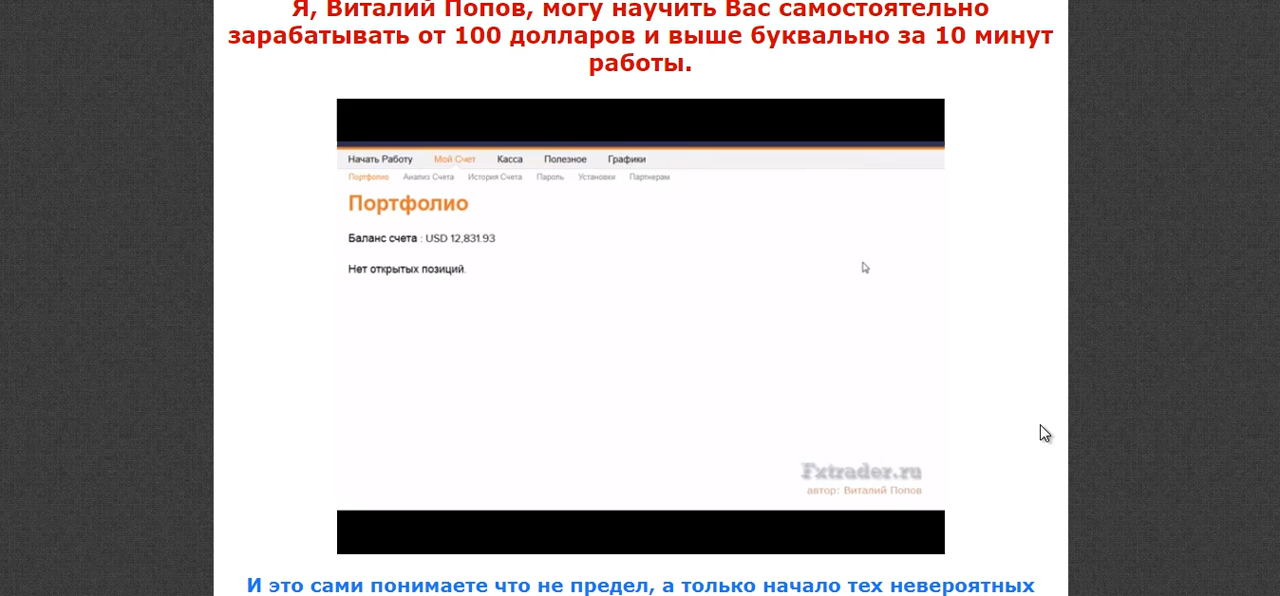 Я, Виталий Попов, могу научить Вас самостоятельно
зарабатывать от 100 долларов и выше буквально за 10 минут
работы.
Начать Работу Мой Счет Касса Полезное Графики
Портфолио Анализ Счета История Счета Пароль Установки Партнерам
Портфолио
Баланс счета : USD 12,831.93
Нет открытых позиций.
Fxtrader.ru
автор: Виталий Попов
И это сами понимаете что не предел, а только начало тех невероятных